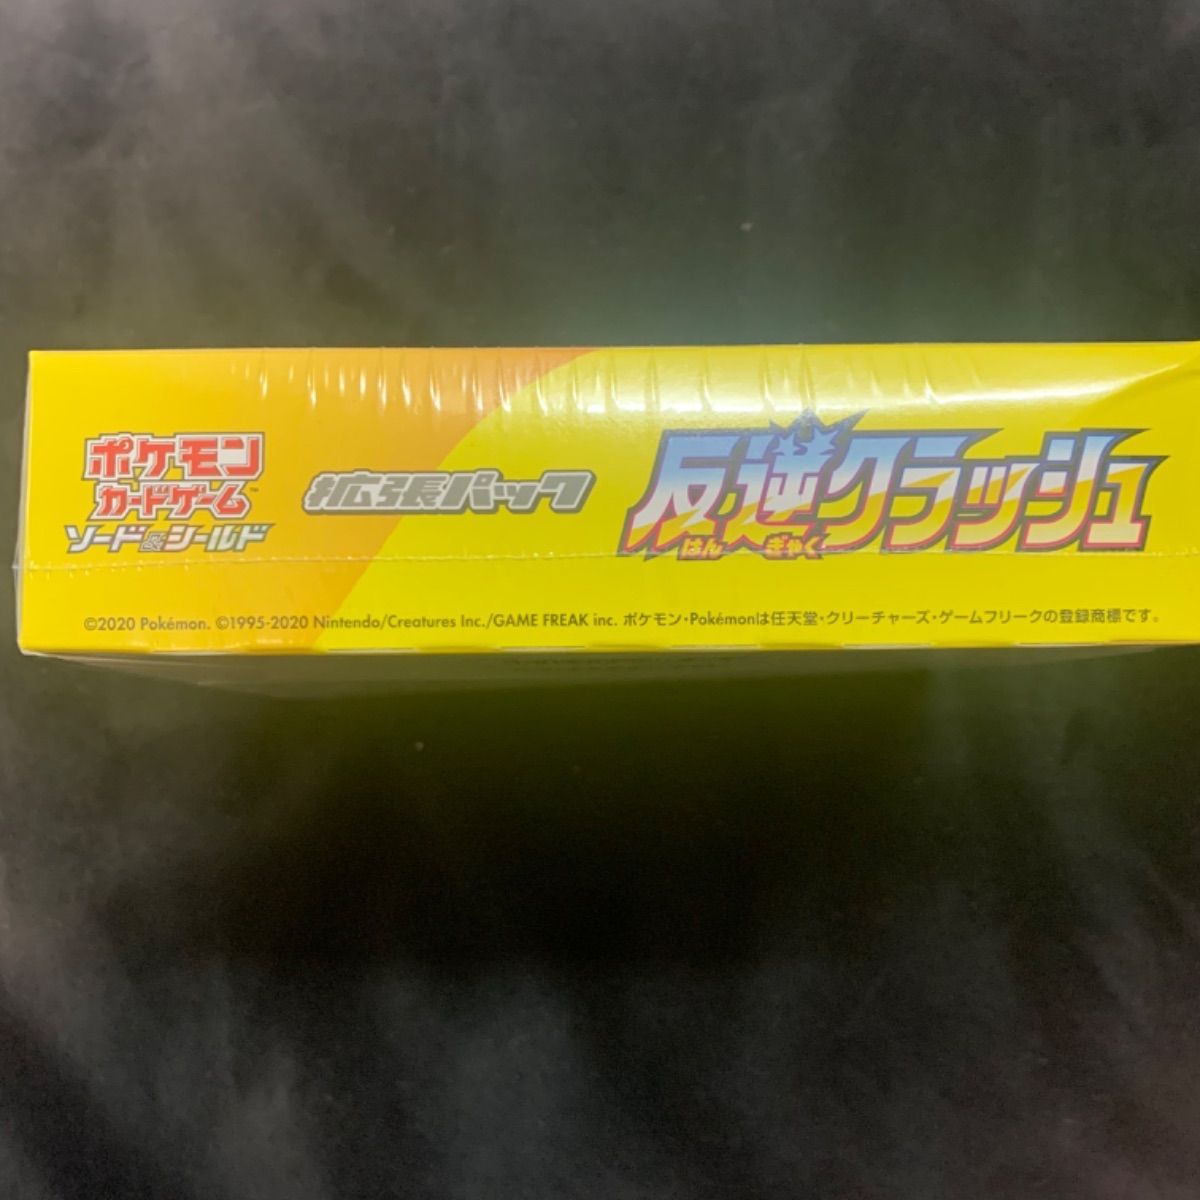 ポケモン
カードゲーム™
ソード&シールド
拡張パック
反逆クラッシュ
はん ぎゃく
©2020 Pokémon. ©1995-2020 Nintendo/Creatures Inc./GAME FREAK inc. ポケモン・Pokémonは任天堂・クリーチャーズ・ゲームフリークの登録商標です。